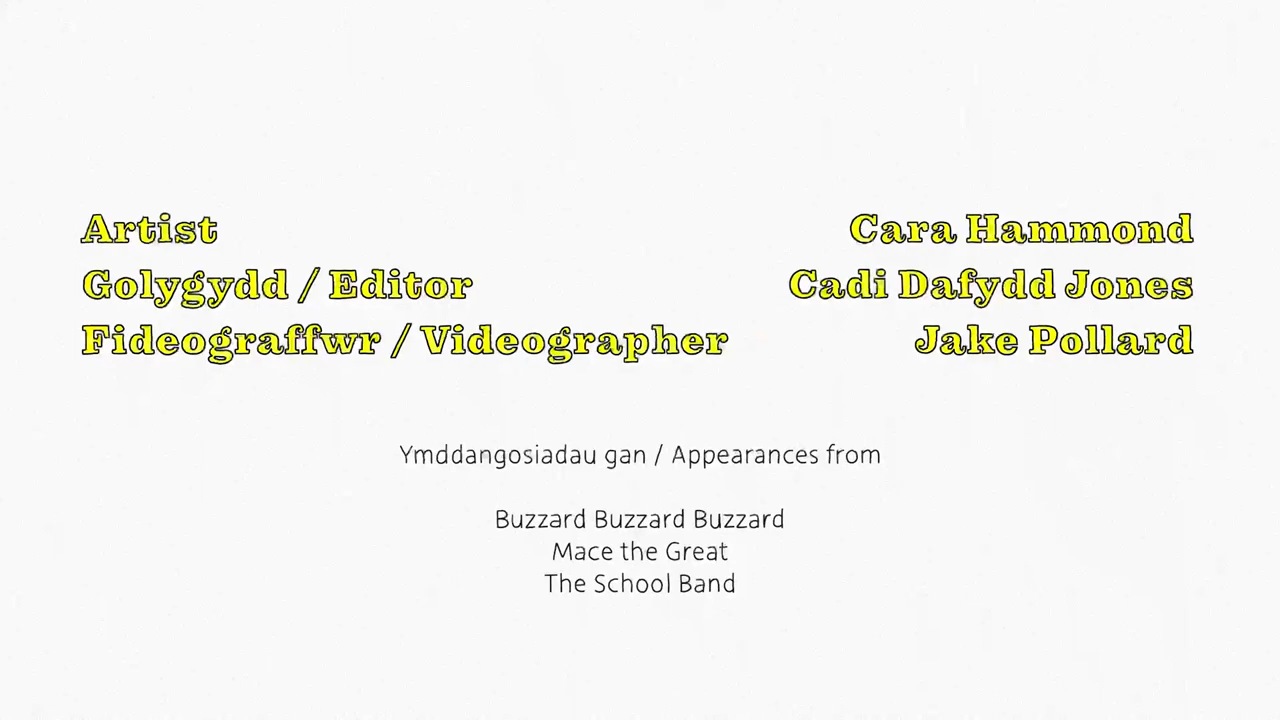 Artist Cara Hammond
Golygydd / Editor Cadi Dafydd Jones
Fideograffwr / Videographer Jake Pollard
Ymddangosiadau gan / Appearances from
Buzzard Buzzard Buzzard
Mace the Great
The School Band